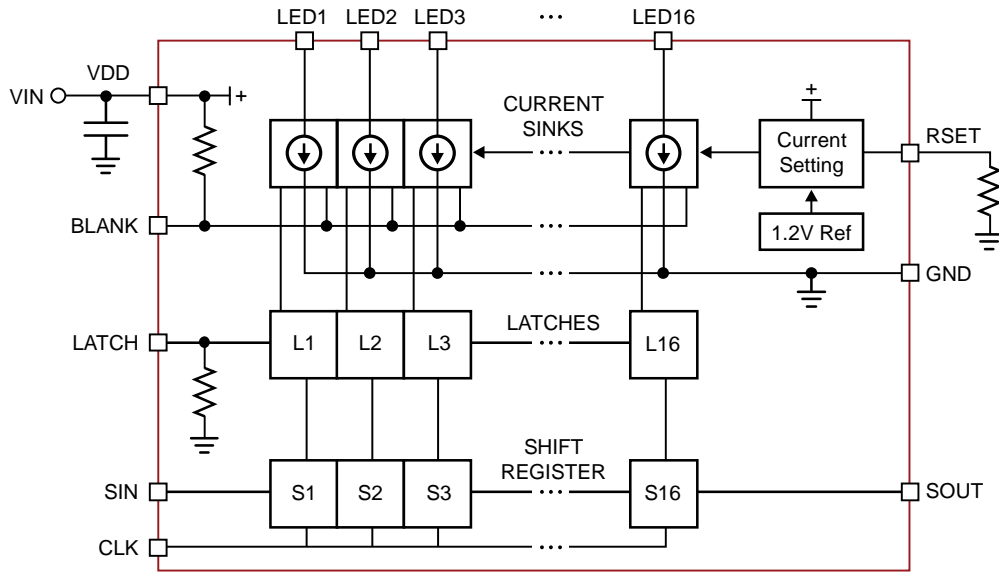 LED1 LED2 LED3 ... LED16
VDD
VIN
+
CURRENT
SINKS
...
+
Current
Setting
RSET
BLANK
...
1.2V Ref
...
GND
LATCH
L1 L2 L3
LATCHES
...
L16
SHIFT
REGISTER
SIN
S1 S2 S3
...
S16
SOUT
CLK
...